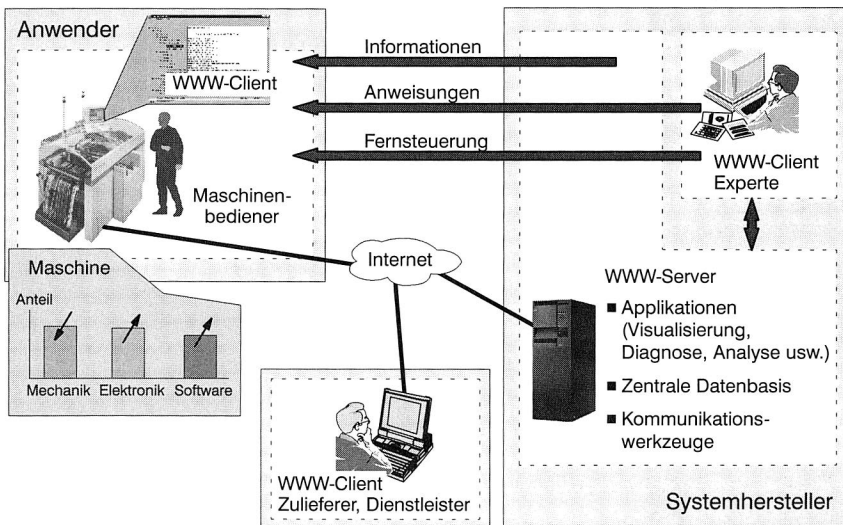 Anwender
WWW-Client
Maschinen-
bediener
Informationen
Anweisungen
Fernsteuerung
WWW-Client
Experte
Internet
Maschine
Anteil
Mechanik Elektronik Software
WWW-Server
■ Applikationen
(Visualisierung,
Diagnose, Analyse usw.)
■ Zentrale Datenbasis
■ Kommunikations-
werkzeuge
WWW-Client
Zulieferer, Dienstleister
Systemhersteller